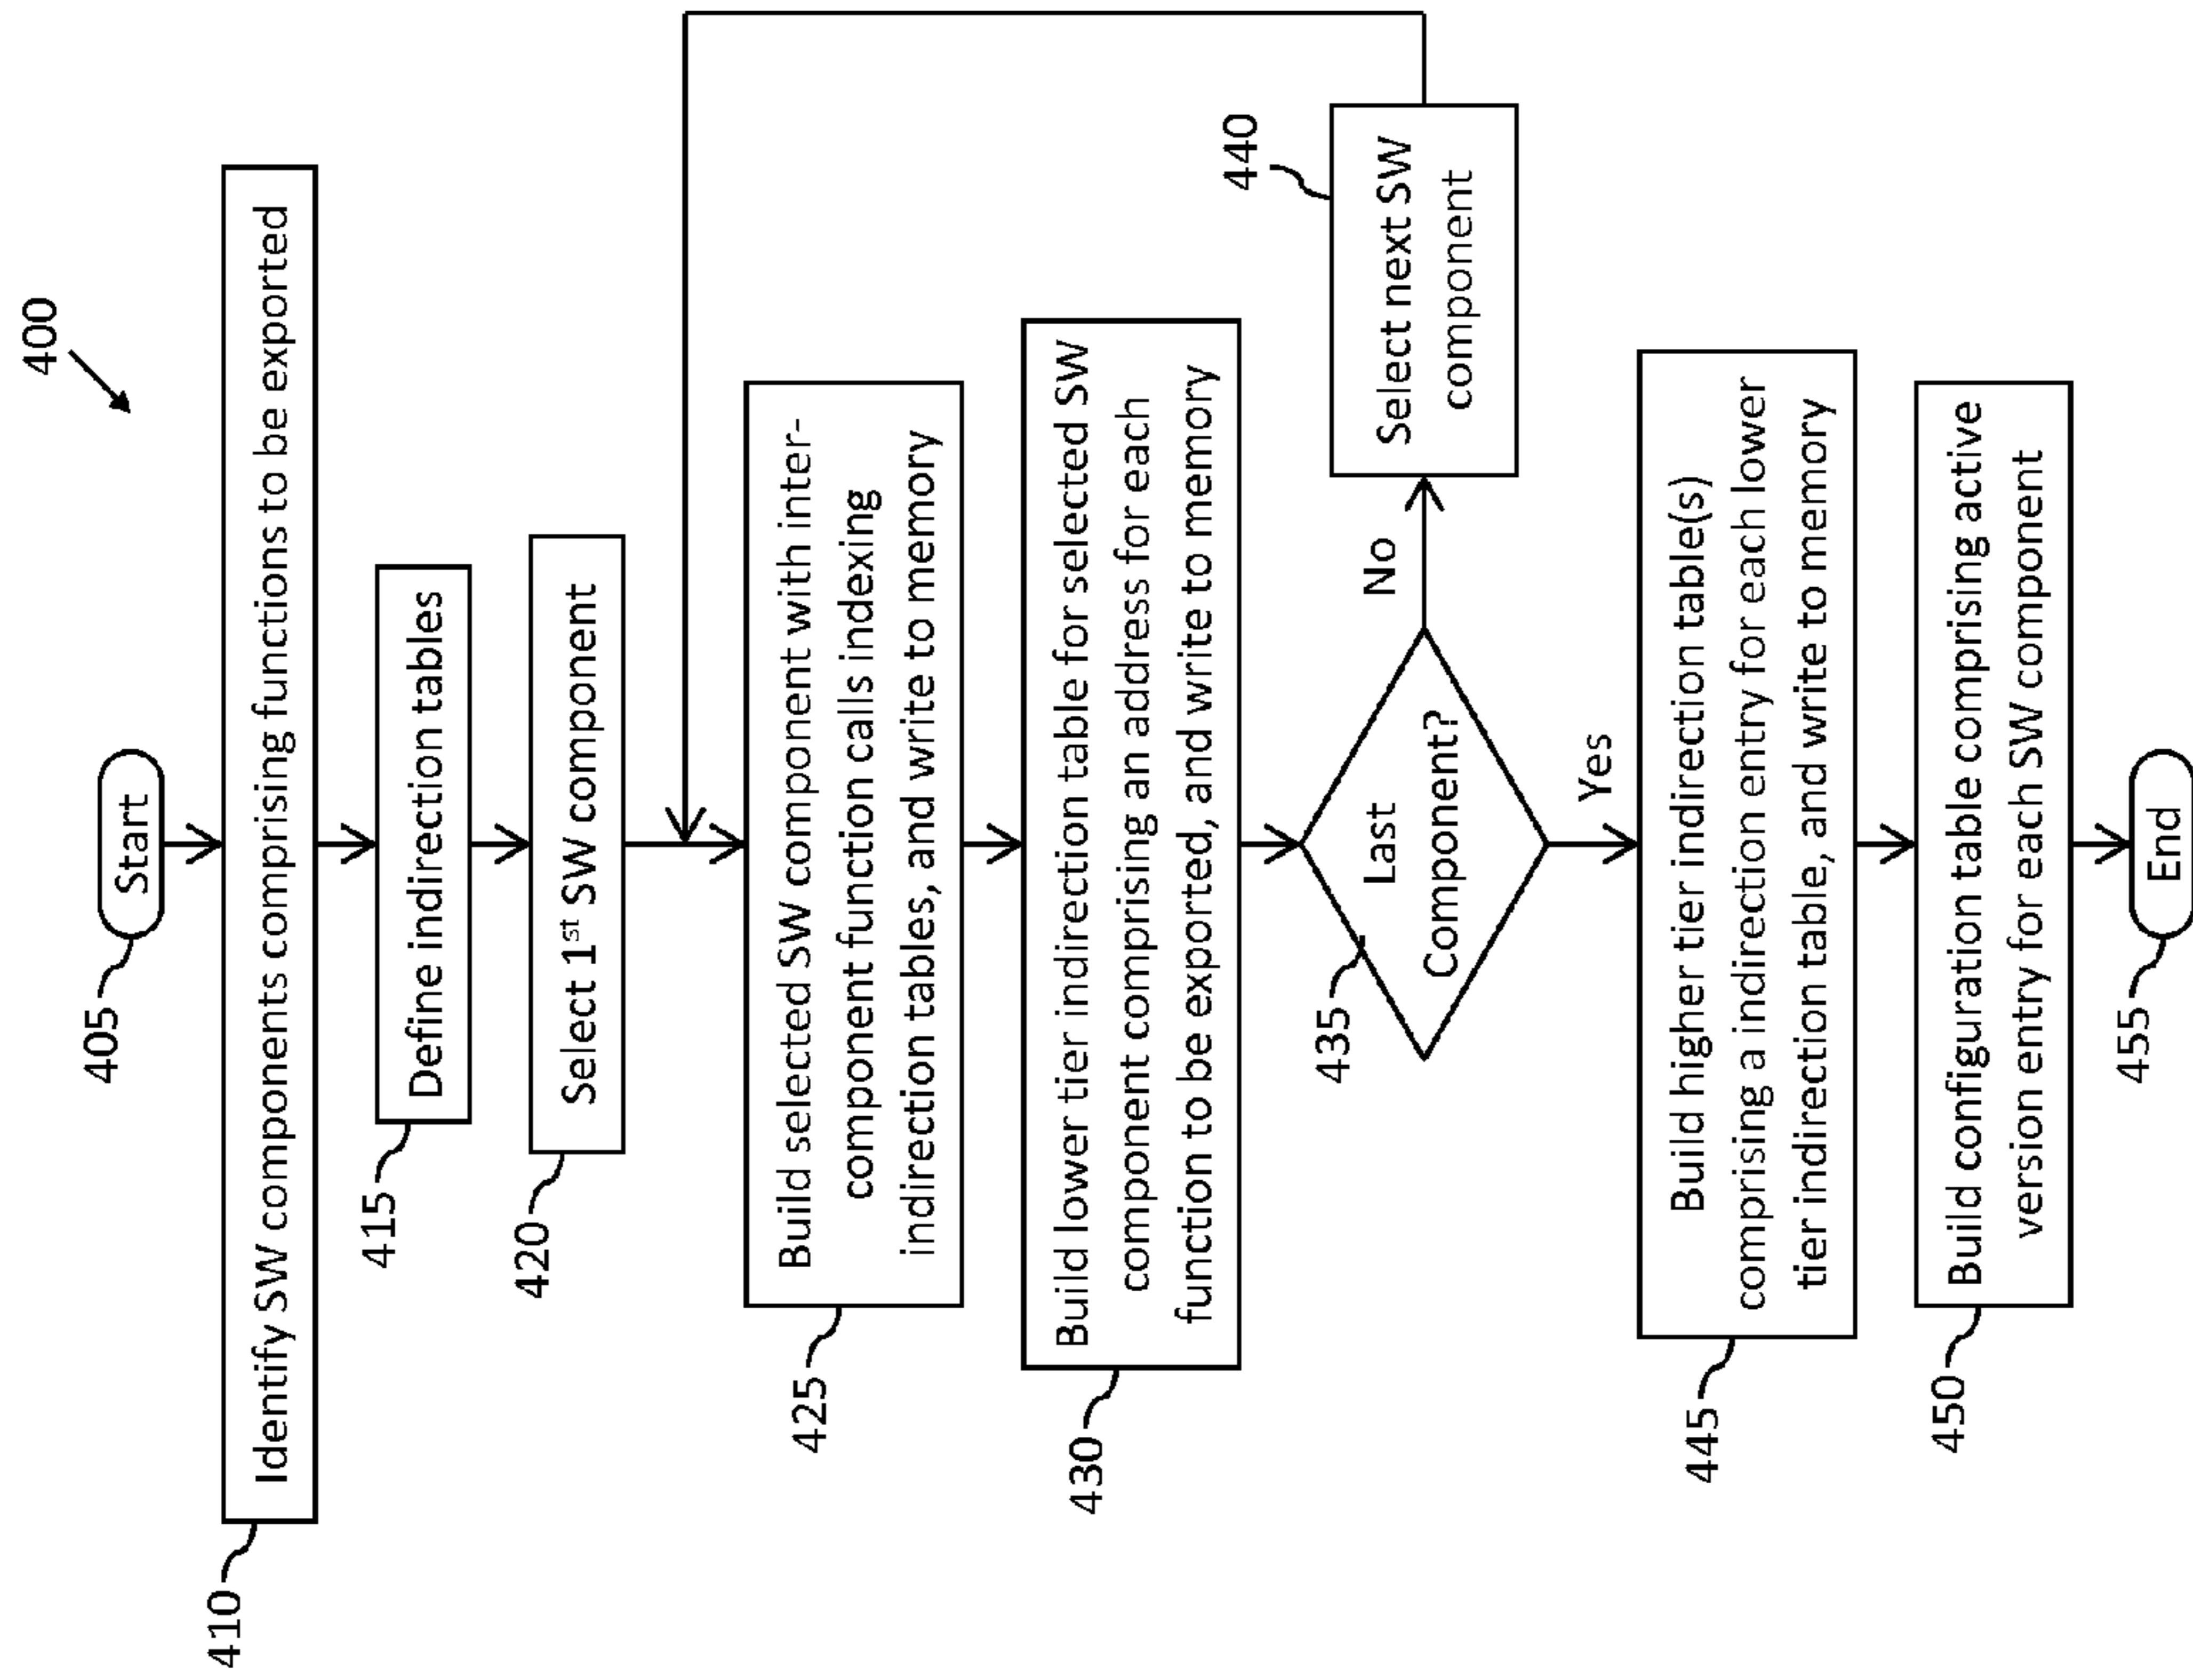 400
405
Start
410
Identify SW components comprising functions to be exported
415
Define indirection tables
420
Select 1st SW component
425
Build selected SW component with inter-
component function calls indexing
indirection tables, and write to memory
430
Build lower tier indirection table for selected SW
component comprising an address for each
function to be exported, and write to memory
435
Last
Component?
No
440
Select next SW
component
Yes
445
Build higher tier indirection table(s)
comprising a indirection entry for each lower
tier indirection table, and write to memory
450
Build configuration table comprising active
version entry for each SW component
455
End